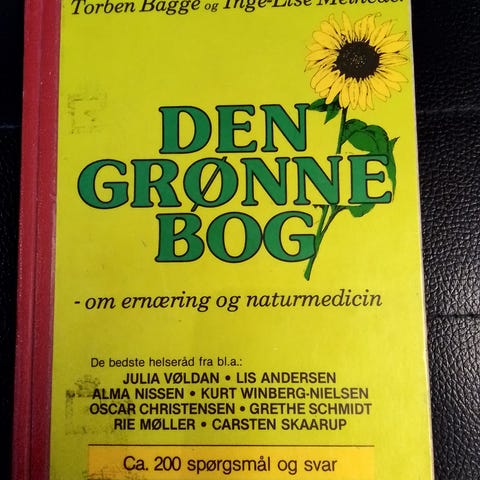 Torben Bagge og Inge-Lise
DEN
GRØNNE
BOG
- om ernæring og naturmedicin
De bedste helseråd fra bl.a.:
JULIA VØLDAN • LIS ANDERSEN
ALMA NISSEN • KURT WINBERG-NIELSEN
OSCAR CHRISTENSEN • GRETHE SCHMIDT
RIE MØLLER • CARSTEN SKAARUP
Ca. 200 spørgsmål og svar